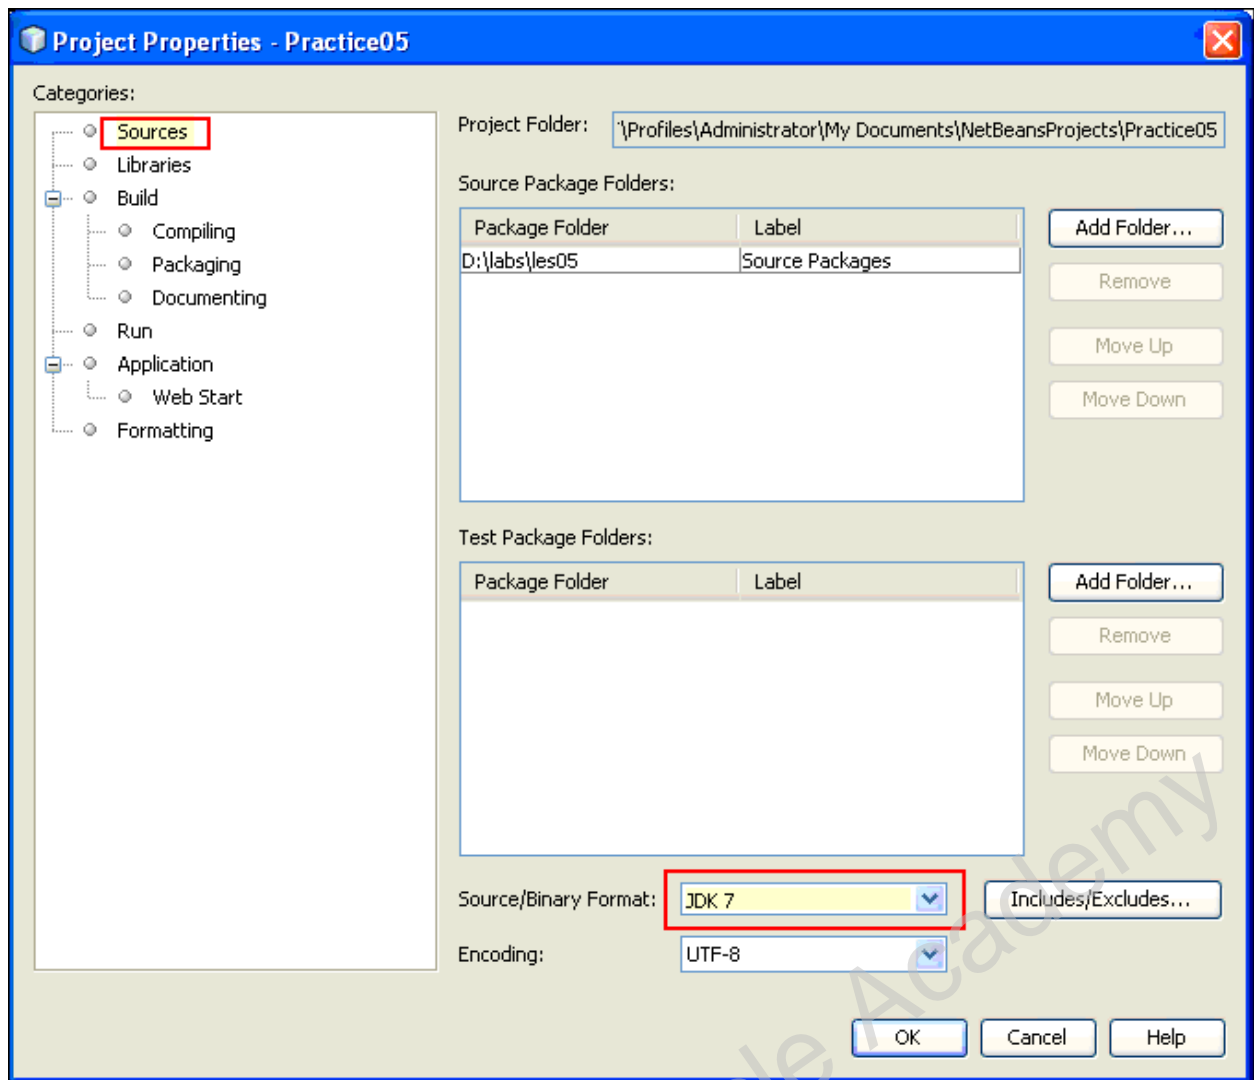 Project Properties - Practice05
Categories:
Sources
Libraries
Build
Compiling
Packaging
Documenting
Run
Application
Web Start
Formatting
Project Folder: \Profiles\Administrator\My Documents\NetBeansProjects\Practice05
Source Package Folders:
Package Folder Label
D:\labs\les05 Source Packages
Add Folder...
Remove
Move Up
Move Down
Test Package Folders:
Package Folder Label
Add Folder...
Remove
Move Up
Move Down
Source/Binary Format: JDK 7 Includes/Excludes...
Encoding: UTF-8
OK Cancel Help
Academy